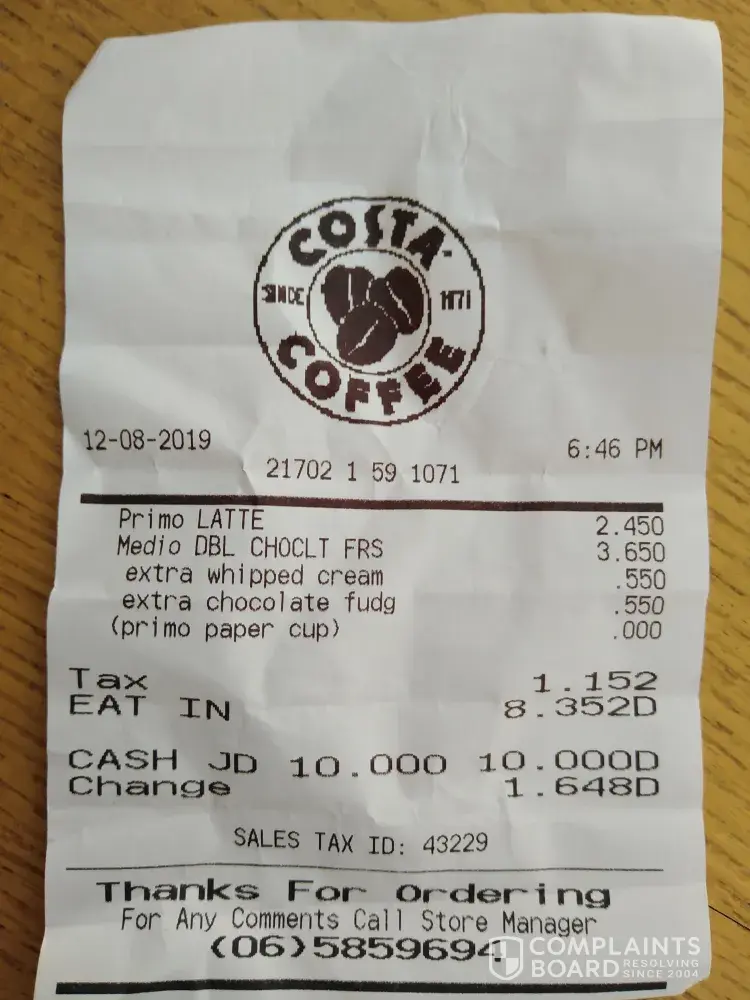 COSTA
SINCE 1971
COFFEE
12-08-2019 6:46 PM
21702 1 59 1071
Primo LATTE 2.450
Medio DBL CHOCLT FRS 3.650
extra whipped cream .550
extra chocolate fudg .550
(primo paper cup) .000
Tax 1.152
EAT IN 8.352D
CASH JD 10.000 10.000D
Change 1.648D
SALES TAX ID: 43229
Thanks For Ordering
For Any Comments Call Store Manager
(06)5859694
COMPLAINTS
BOARD RESOLVING
SINCE 2004